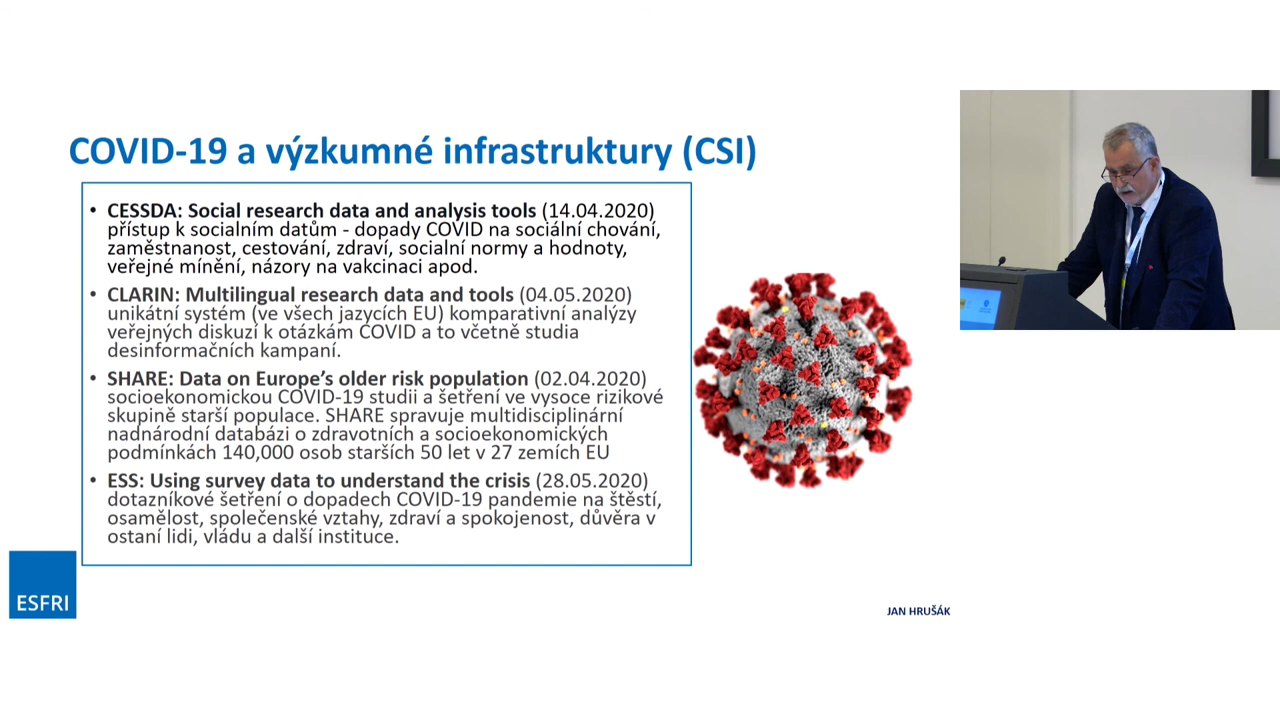 COVID-19 a výzkumné infrastruktury (CSI)
• CESSDA: Social research data and analysis tools (14.04.2020)
přístup k socialním datům - dopady COVID na sociální chování,
zaměstnanost, cestování, zdraví, socialní normy a hodnoty,
veřejné mínění, názory na vakcinaci apod.
• CLARIN: Multilingual research data and tools (04.05.2020)
unikátní systém (ve všech jazycích EU) komparativní analýzy
veřejných diskuzí k otázkám COVID a to včetně studia
desinformačních kampaní.
• SHARE: Data on Europe's older risk population (02.04.2020)
socioekonomickou COVID-19 studii a šetření ve vysoce rizikové
skupině starší populace. SHARE spravuje multidisciplinární
nadnárodní databázi o zdravotních a socioekonomických
podmínkách 140,000 osob starších 50 let v 27 zemích EU
• ESS: Using survey data to understand the crisis (28.05.2020)
dotazníkové šetření o dopadech COVID-19 pandemie na štěstí,
osamělost, společenské vztahy, zdraví a spokojenost, důvěra v
ostaní lidi, vládu a další instituce.
ESFRI
JAN HRUŠÁK